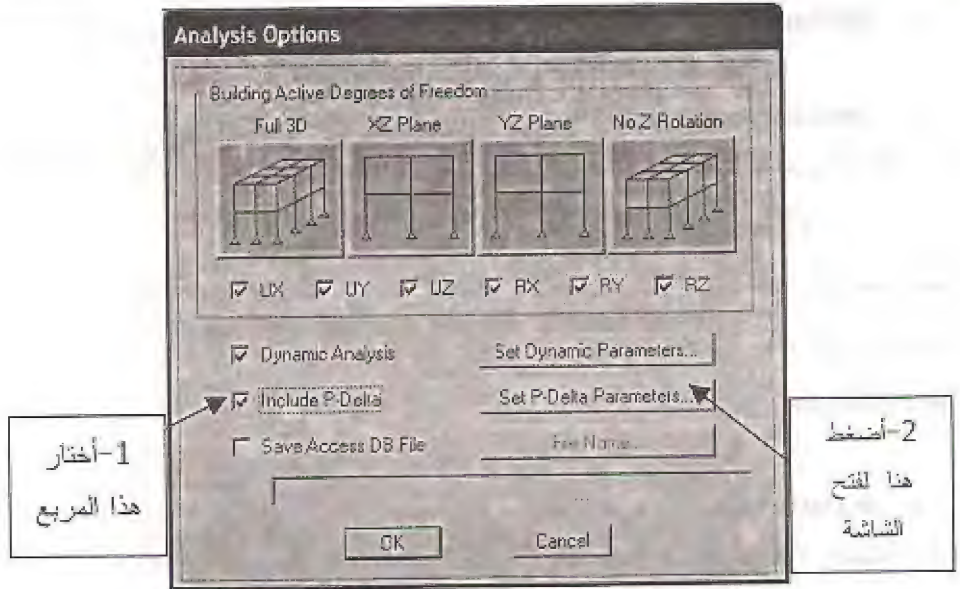 Analysis Options
Building Active Degrees of Freedom
Full 3D XZ Plane YZ Plane No Z Rotation
UX UY UZ RX RY RZ
Dynamic Analysis Set Dynamic Parameters...
Include P-Delta Set P-Delta Parameters...
Save Access DB File File Name...
OK Cancel
1-أختار
هذا المربع
2-أضغط
هنا لفتح
الشاشة